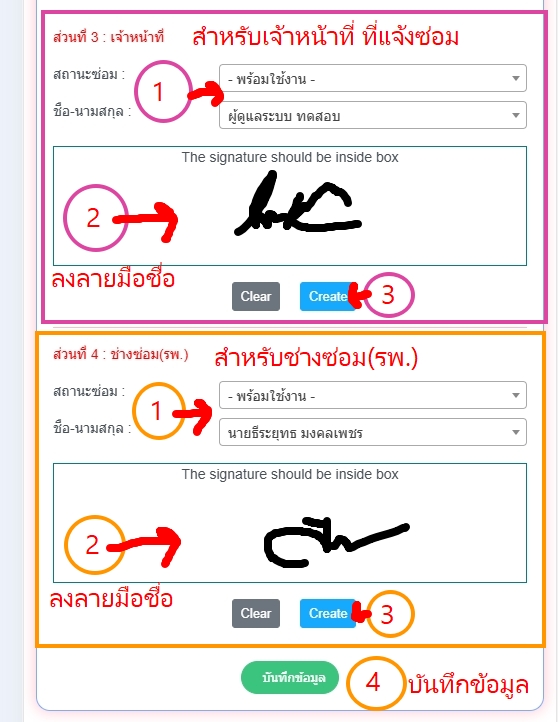 ส่วนที่ 3 : เจ้าหน้าที่ สำหรับเจ้าหน้าที่ ที่แจ้งซ่อม
สถานะซ่อม : 1 - พร้อมใช้งาน -
ชื่อ-นามสกุล : ผู้ดูแลระบบ ทดสอบ
The signature should be inside box
2
ลงลายมือชื่อ
Clear Create 3
ส่วนที่ 4 : ช่างซ่อม(รพ.) สำหรับช่างซ่อม(รพ.)
สถานะซ่อม : 1 - พร้อมใช้งาน -
ชื่อ-นามสกุล : นายธีระยุทธ มงคลเพชร
The signature should be inside box
2
ลงลายมือชื่อ
Clear Create 3
บันทึกข้อมูล 4 บันทึกข้อมูล